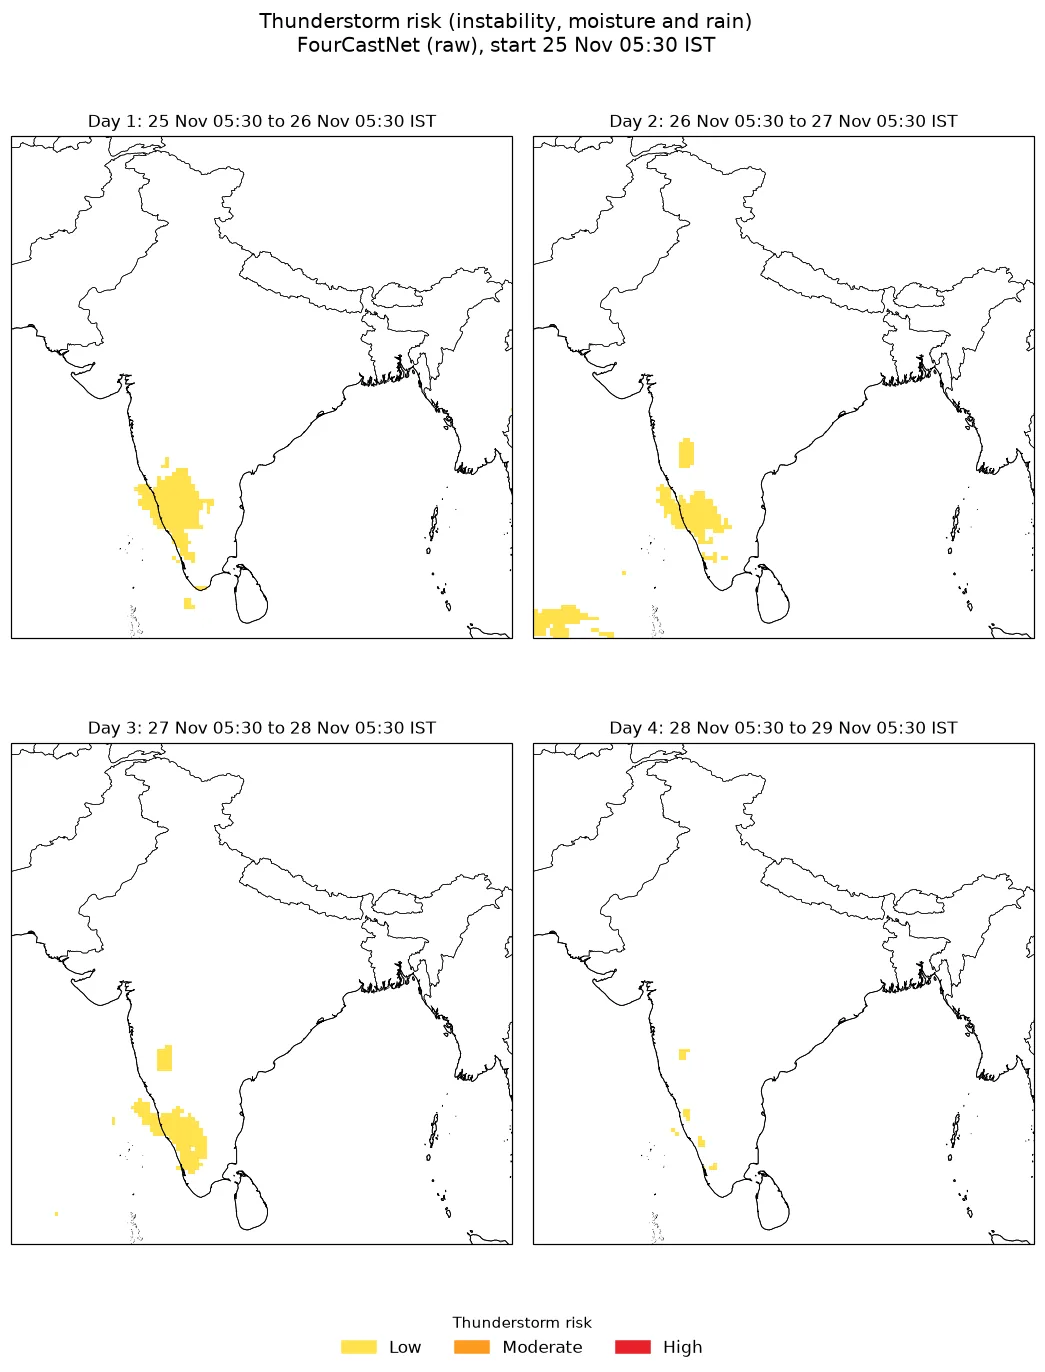 Thunderstorm risk (instability, moisture and rain)
FourCastNet (raw), start 25 Nov 05:30 IST
Day 1: 25 Nov 05:30 to 26 Nov 05:30 IST
Day 2: 26 Nov 05:30 to 27 Nov 05:30 IST
Day 3: 27 Nov 05:30 to 28 Nov 05:30 IST
Day 4: 28 Nov 05:30 to 29 Nov 05:30 IST
Thunderstorm risk
Low Moderate High